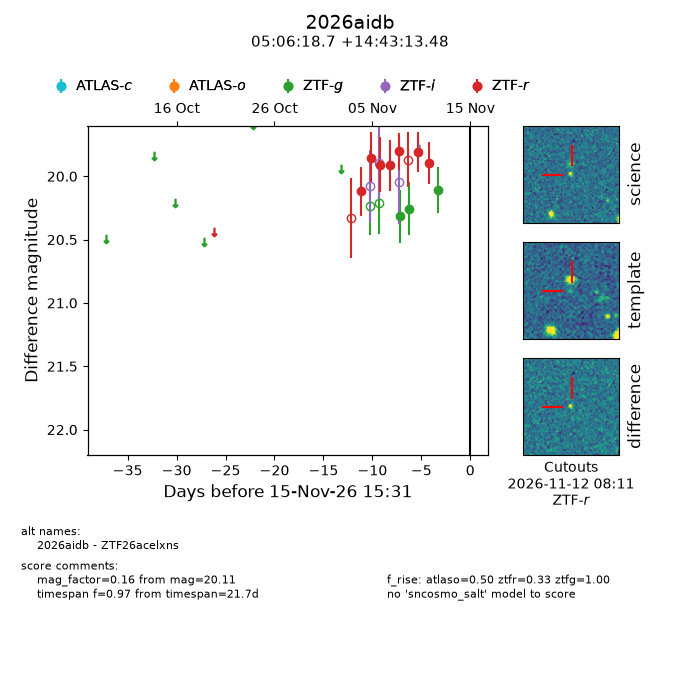 2026aidb
05:06:18.7 +14:43:13.48
ATLAS-c
ATLAS-o
ZTF-g
ZTF-i
ZTF-r
16 Oct
26 Oct
05 Nov
15 Nov
20.0
20.5
21.0
21.5
22.0
Difference magnitude
−35
−30
−25
−20
−15
−10
−5
0
Days before 15-Nov-26 15:31
science
template
difference
Cutouts
2026-11-12 08:11
ZTF-r
alt names:
2026aidb - ZTF26acelxns
score comments:
mag_factor=0.16 from mag=20.11
timespan f=0.97 from timespan=21.7d
f_rise: atlaso=0.50 ztfr=0.33 ztfg=1.00
no 'sncosmo_salt' model to score